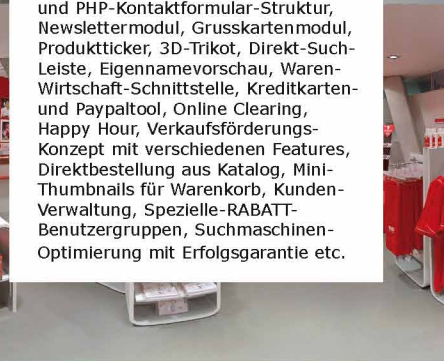 und PHP-Kontaktformular-Struktur,
Newslettermodul, Grusskartenmodul,
Produktticker, 3D-Trikot, Direkt-Such-
Leiste, Eigennamevorschau, Waren-
Wirtschaft-Schnittstelle, Kreditkarten-
und Paypaltool, Online Clearing,
Happy Hour, Verkaufsförderungs-
Konzept mit verschiedenen Features,
Direktbestellung aus Katalog, Mini-
Thumbnails für Warenkorb, Kunden-
Verwaltung, Spezielle-RABATT-
Benutzergruppen, Suchmaschinen-
Optimierung mit Erfolgsgarantie etc.